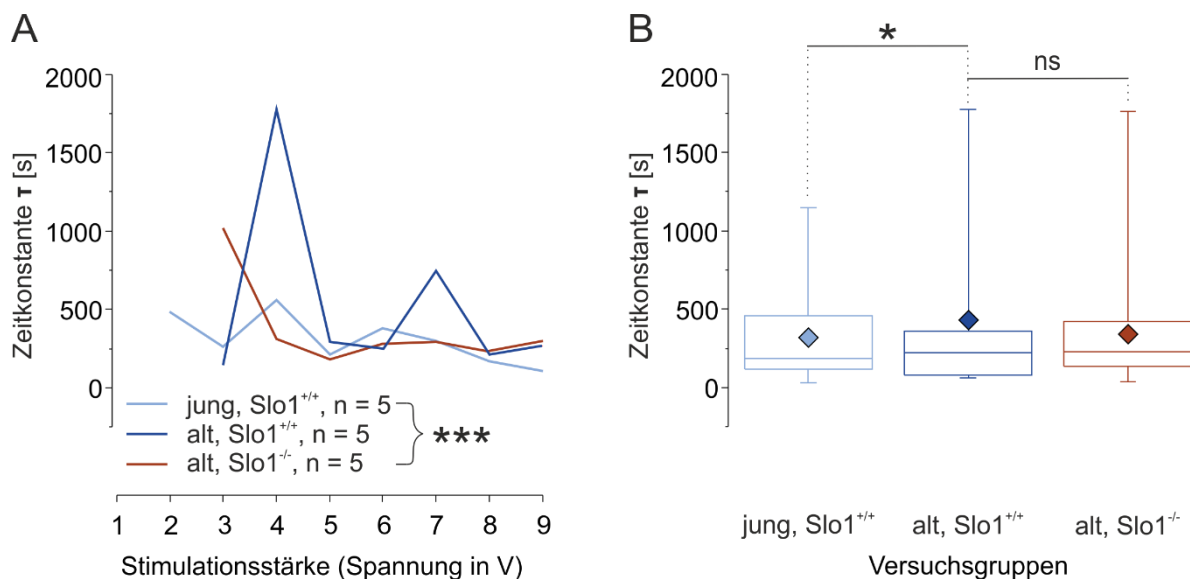 A
Zeitkonstante τ [s]
2000
1500
1000
500
0
jung, Slo1+/+, n = 5
alt, Slo1+/+, n = 5
alt, Slo1-/-, n = 5
***
1 2 3 4 5 6 7 8 9
Stimulationsstärke (Spannung in V)
B
*
ns
Zeitkonstante τ [s]
2000
1500
1000
500
0
jung, Slo1+/+ alt, Slo1+/+ alt, Slo1-/-
Versuchsgruppen